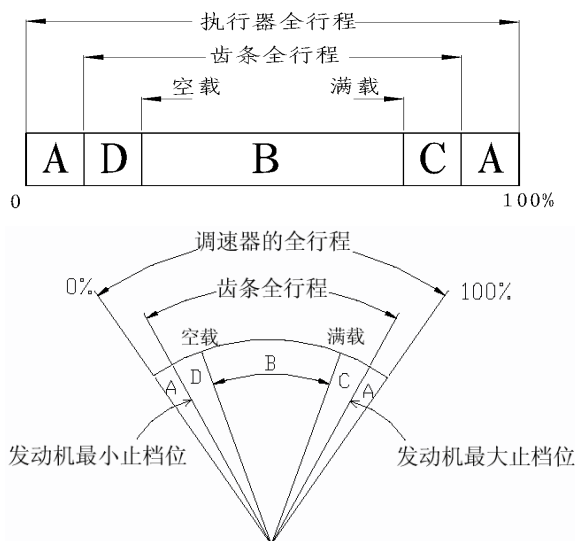 执行器全行程
齿条全行程
空载 满载
A D B C A
0 100%
调速器的全行程
0% 100%
齿条全行程
空载 满载
A D B C A
发动机最小止档位 发动机最大止档位